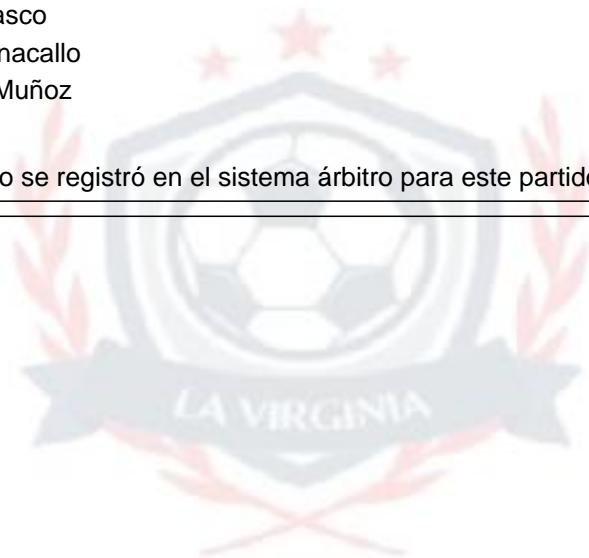 asco
nacallo
Muñoz
o se registró en el sistema árbitro para este partid
LA VIRGINIA